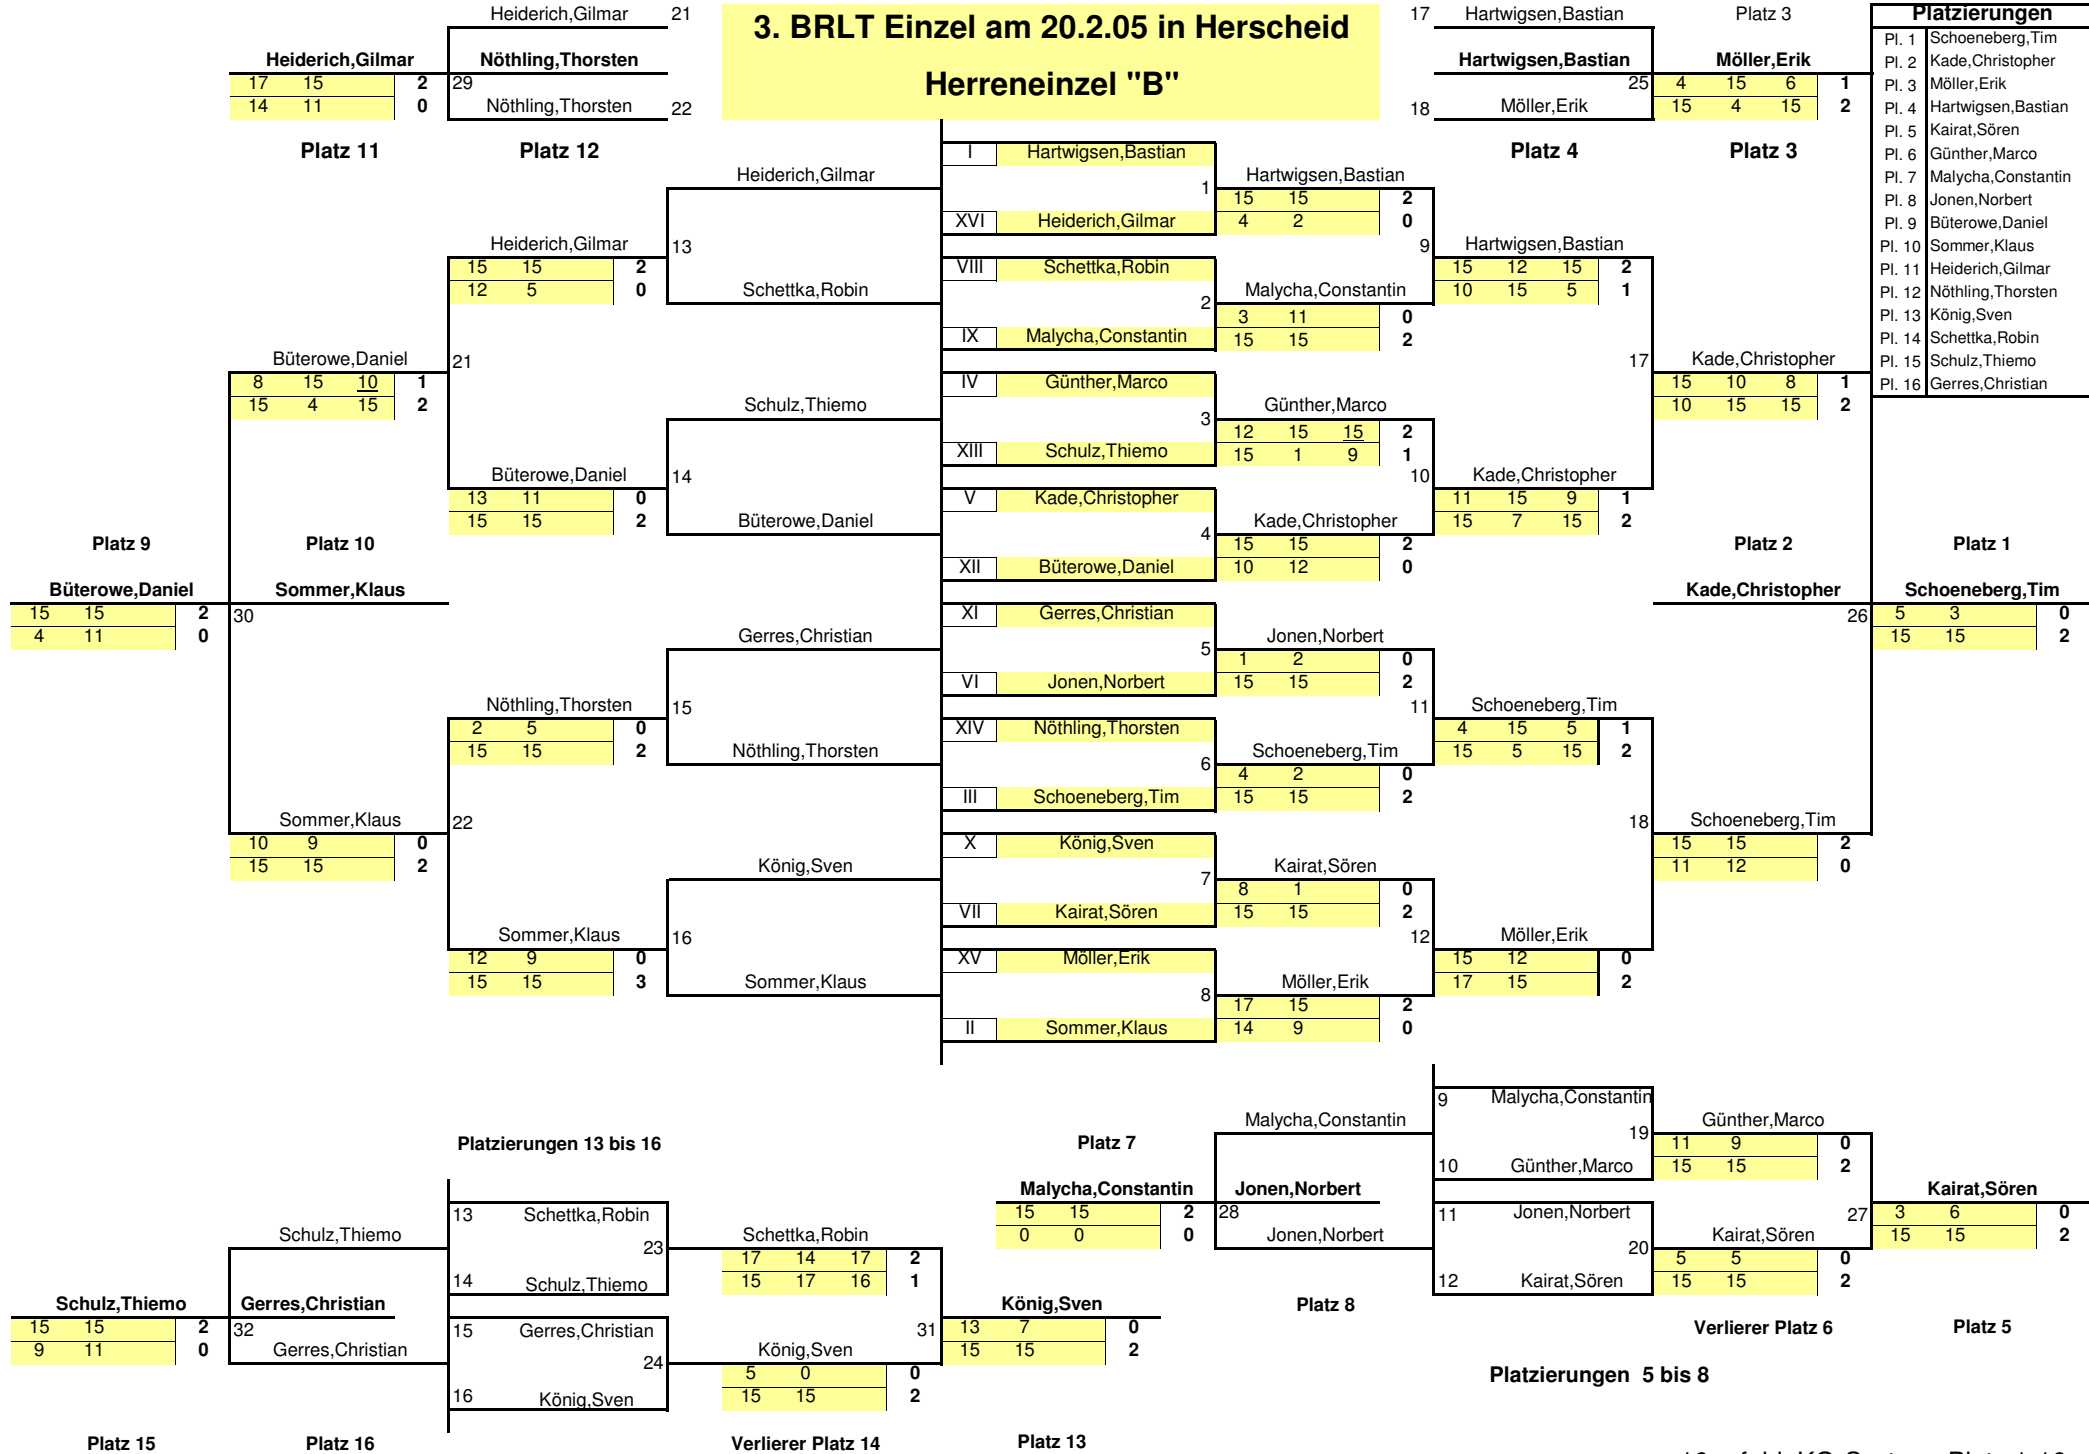 Heiderich,Gilmar 21
3. BRLT Einzel am 20.2.05 in Herscheid
Herreneinzel "B"
17 Hartwigsen,Bastian Platz 3
Heiderich,Gilmar Nöthling,Thorsten
17 15 2 29
14 11 0 Nöthling,Thorsten 22
Platz 11 Platz 12
Hartwigsen,Bastian Möller,Erik
25 4 15 6 1
18 Möller,Erik 15 4 15 2
Platz 4 Platz 3
Platzierungen
Pl. 1 Schoeneberg,Tim
Pl. 2 Kade,Christopher
Pl. 3 Möller,Erik
Pl. 4 Hartwigsen,Bastian
Pl. 5 Kairat,Sören
Pl. 6 Günther,Marco
Pl. 7 Malycha,Constantin
Pl. 8 Jonen,Norbert
Pl. 9 Büterowe,Daniel
Pl. 10 Sommer,Klaus
Pl. 11 Heiderich,Gilmar
Pl. 12 Nöthling,Thorsten
Pl. 13 König,Sven
Pl. 14 Schettka,Robin
Pl. 15 Schulz,Thiemo
Pl. 16 Gerres,Christian
I Hartwigsen,Bastian
1 Hartwigsen,Bastian
15 15 2
XVI Heiderich,Gilmar 4 2 0
VIII Schettka,Robin
2 Malycha,Constantin
3 11 0
IX Malycha,Constantin 15 15 2
IV Günther,Marco
3 Günther,Marco
12 15 15 2
XIII Schulz,Thiemo 15 1 9 1
V Kade,Christopher
4 Kade,Christopher
15 15 2
XII Büterowe,Daniel 10 12 0
XI Gerres,Christian
5 Jonen,Norbert
1 2 0
VI Jonen,Norbert 15 15 2
XIV Nöthling,Thorsten
6 Schoeneberg,Tim
4 2 0
III Schoeneberg,Tim 15 15 2
X König,Sven
7 Kairat,Sören
8 1 0
VII Kairat,Sören 15 15 2
XV Möller,Erik
8 Möller,Erik
17 15 2
II Sommer,Klaus 14 9 0
9 Hartwigsen,Bastian
15 12 15 2
10 15 5 1
10 Kade,Christopher
11 15 9 1
15 7 15 2
11 Schoeneberg,Tim
4 15 5 1
15 5 15 2
12 Möller,Erik
15 12 0
17 15 2
17 Kade,Christopher
15 10 8 1
10 15 15 2
18 Schoeneberg,Tim
15 15 2
11 12 0
Platz 2 Platz 1
Kade,Christopher Schoeneberg,Tim
26 5 3 0
15 15 2
Heiderich,Gilmar
Heiderich,Gilmar 13
15 15 2
12 5 0 Schettka,Robin
Schulz,Thiemo
Büterowe,Daniel 14
13 11 0
15 15 2 Büterowe,Daniel
Gerres,Christian
Nöthling,Thorsten 15
2 5 0
15 15 2 Nöthling,Thorsten
König,Sven
Sommer,Klaus 16
12 9 0
15 15 3 Sommer,Klaus
Büterowe,Daniel 21
8 15 10 1
15 4 15 2
Sommer,Klaus 22
10 9 0
15 15 2
Platz 9 Platz 10
Büterowe,Daniel Sommer,Klaus
15 15 2 30
4 11 0
Platzierungen 13 bis 16
13 Schettka,Robin
Schulz,Thiemo 23 Schettka,Robin
17 14 17 2
14 Schulz,Thiemo 15 17 16 1
Schulz,Thiemo Gerres,Christian
15 15 2 32
9 11 0 Gerres,Christian
15 Gerres,Christian
24 König,Sven
5 0 0
16 König,Sven 15 15 2
König,Sven
31 13 7 0
15 15 2
Platz 15 Platz 16 Verlierer Platz 14 Platz 13
Malycha,Constantin
Platz 7
Malycha,Constantin Jonen,Norbert
15 15 2 28
0 0 0 Jonen,Norbert
Platz 8
9 Malycha,Constantin
19 Günther,Marco
11 9 0
10 Günther,Marco 15 15 2
11 Jonen,Norbert
20 Kairat,Sören
5 5 0
12 Kairat,Sören 15 15 2
Kairat,Sören
27 3 6 0
15 15 2
Verlierer Platz 6 Platz 5
Platzierungen 5 bis 8